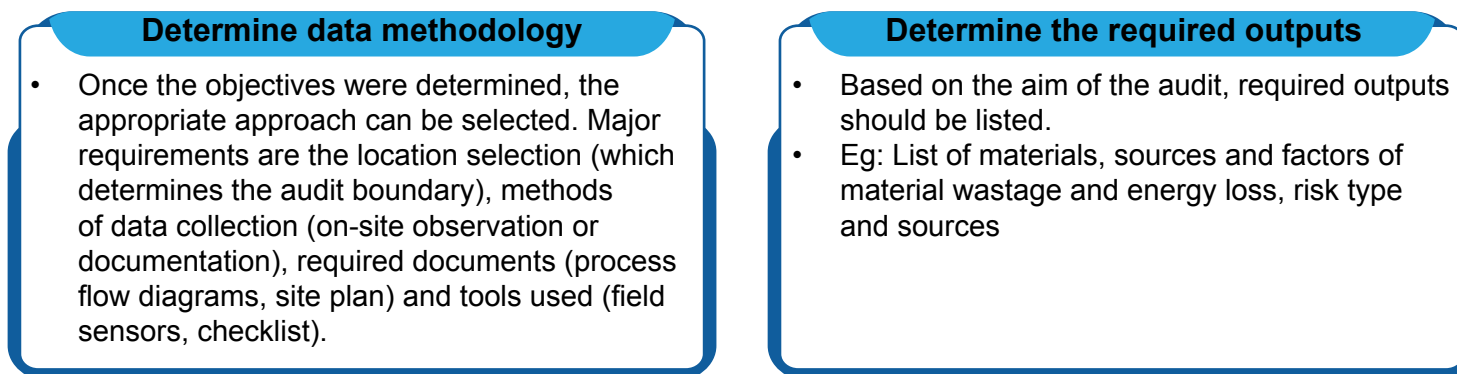 Determine data methodology
• Once the objectives were determined, the
appropriate approach can be selected. Major
requirements are the location selection (which
determines the audit boundary), methods
of data collection (on-site observation or
documentation), required documents (process
flow diagrams, site plan) and tools used (field
sensors, checklist).
Determine the required outputs
• Based on the aim of the audit, required outputs
should be listed.
• Eg: List of materials, sources and factors of
material wastage and energy loss, risk type
and sources